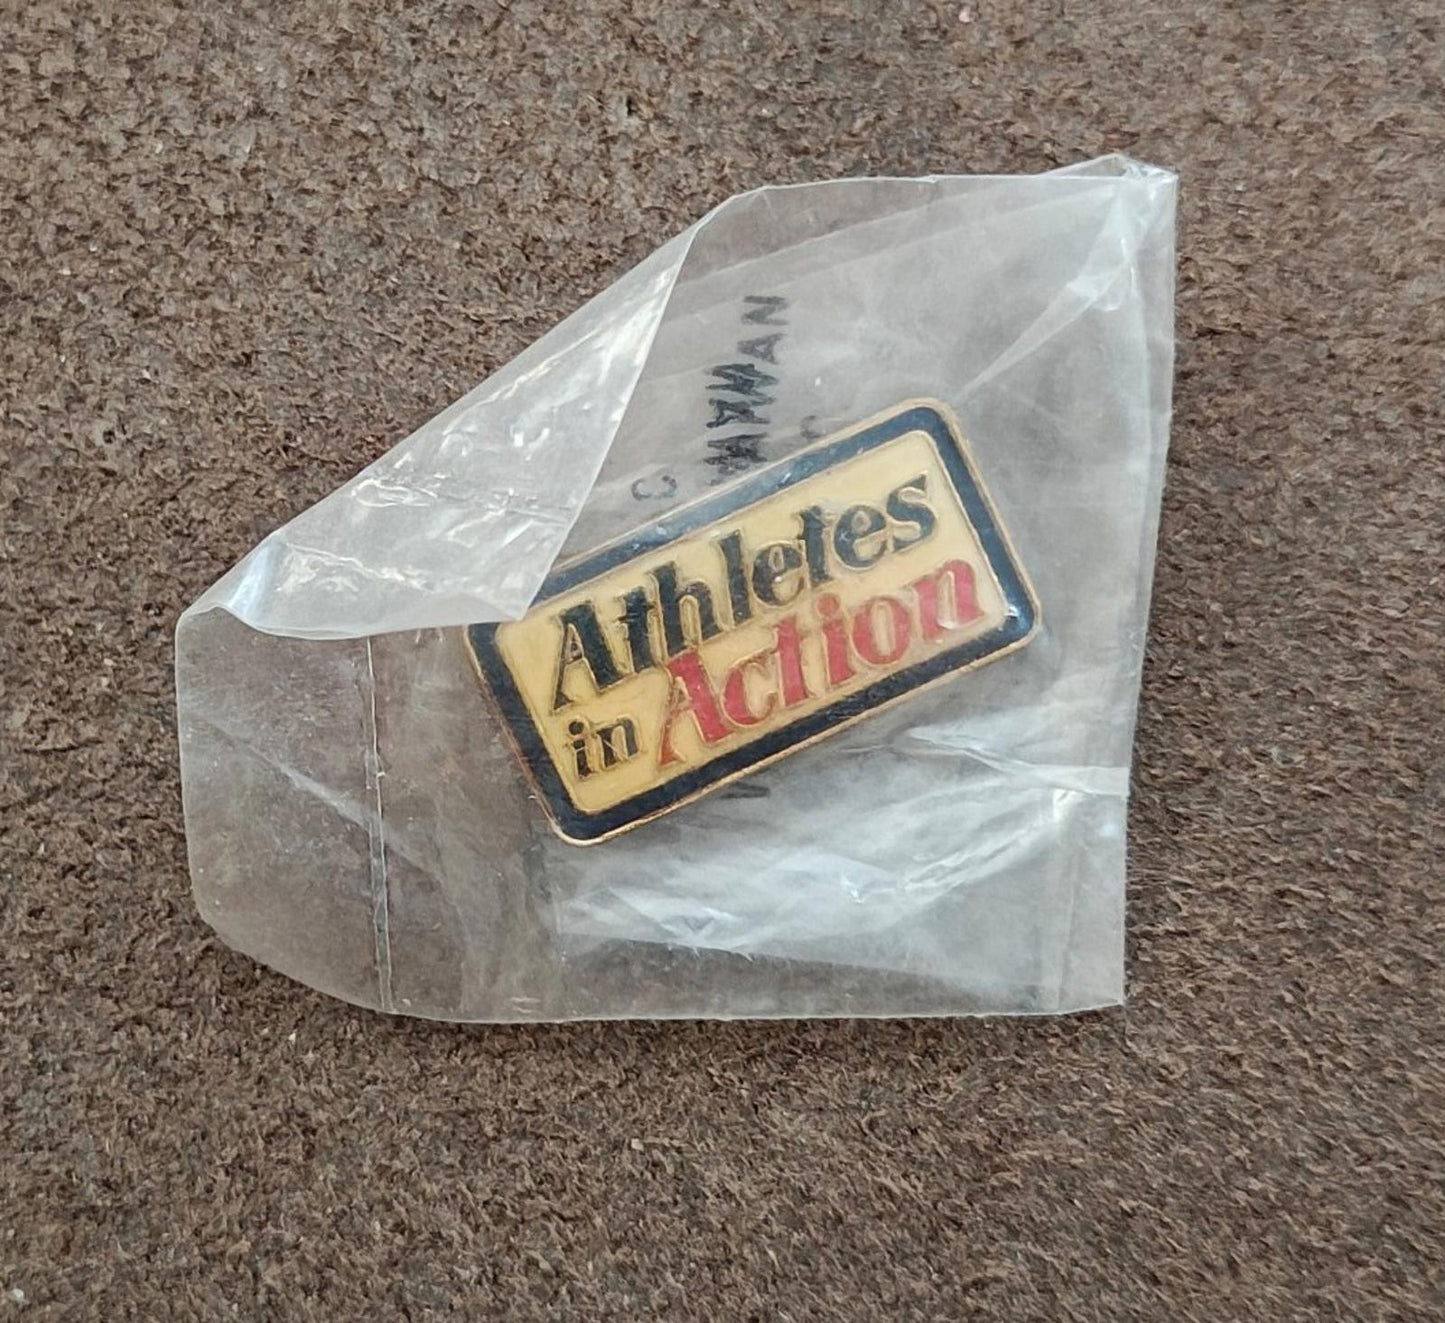 Athletes
in Action